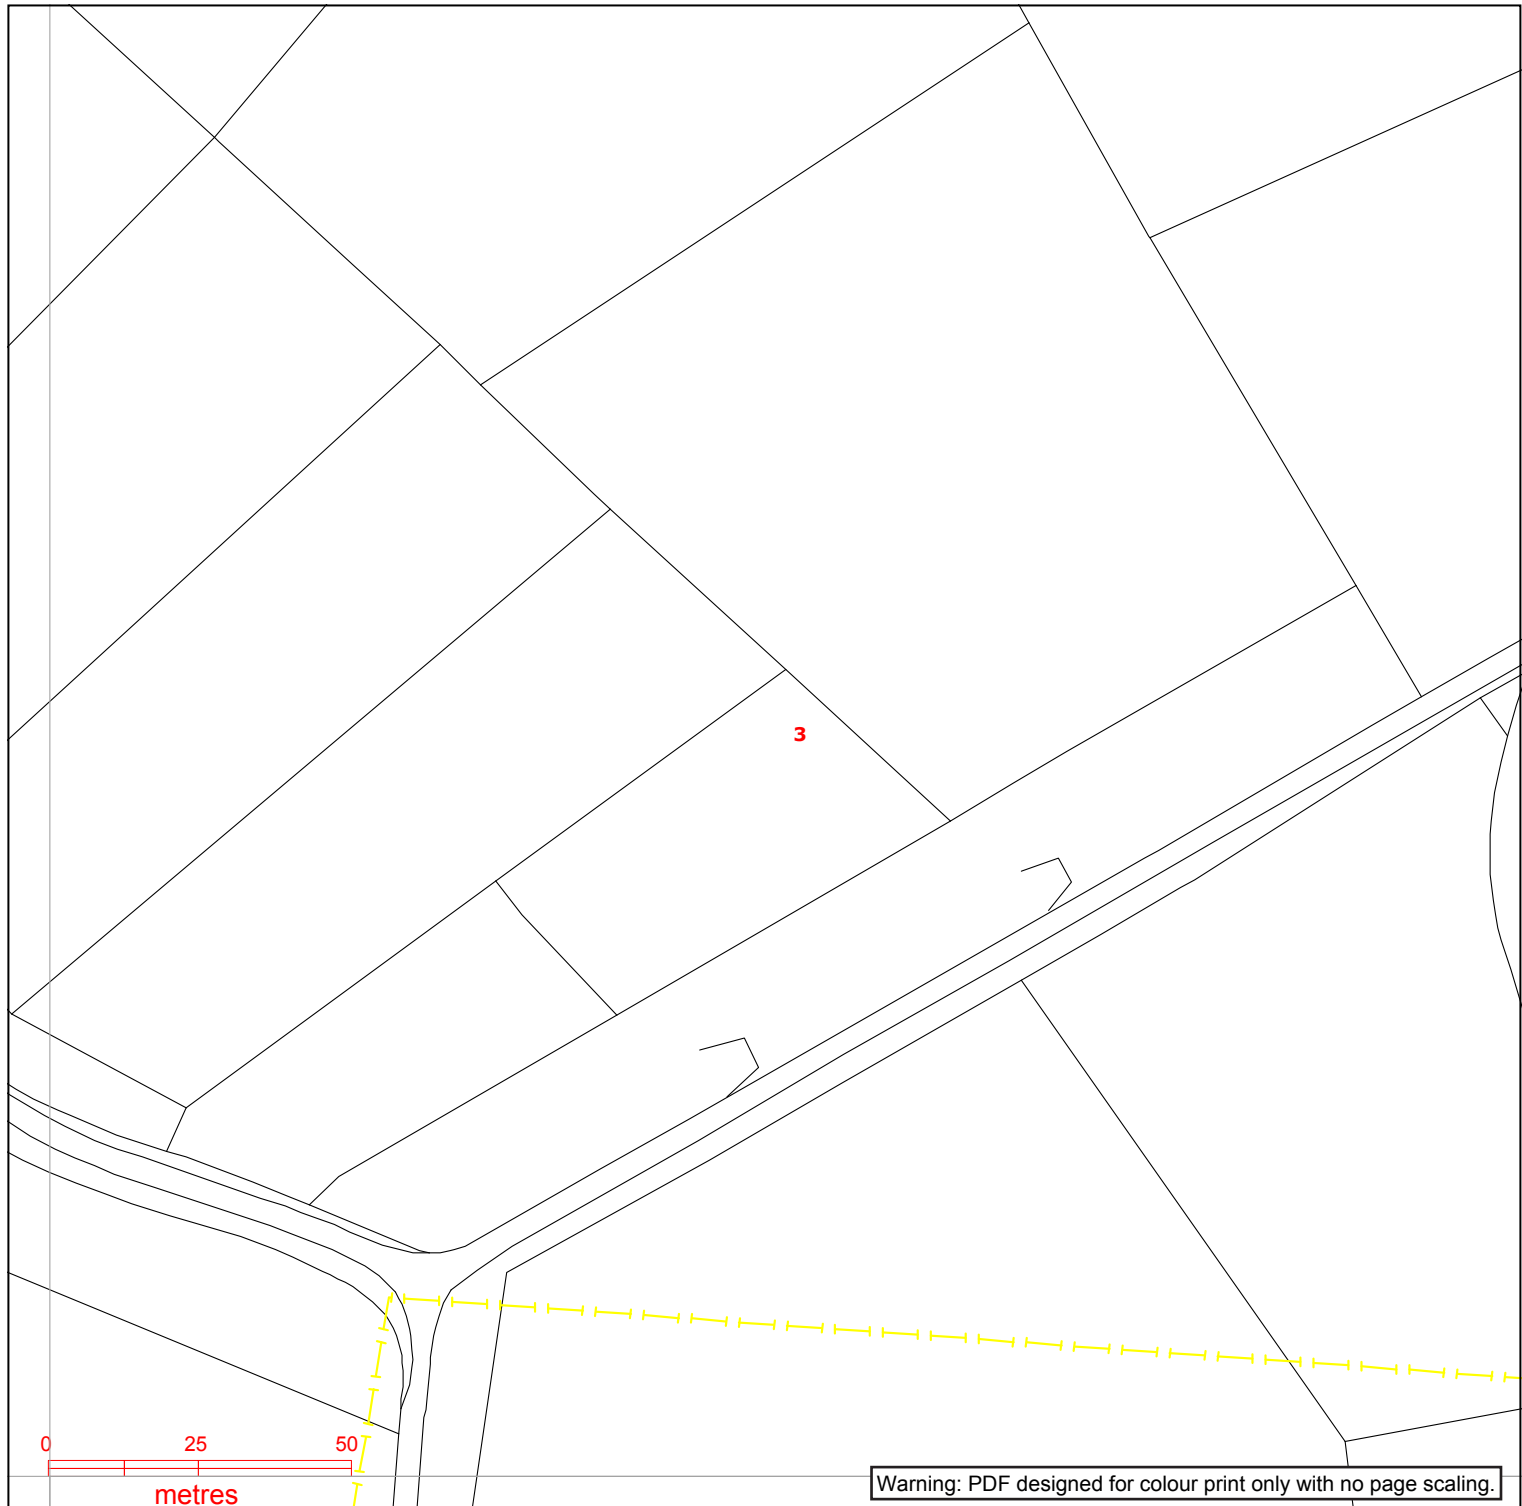 3
0 25 50
metres
Warning: PDF designed for colour print only with no page scaling.